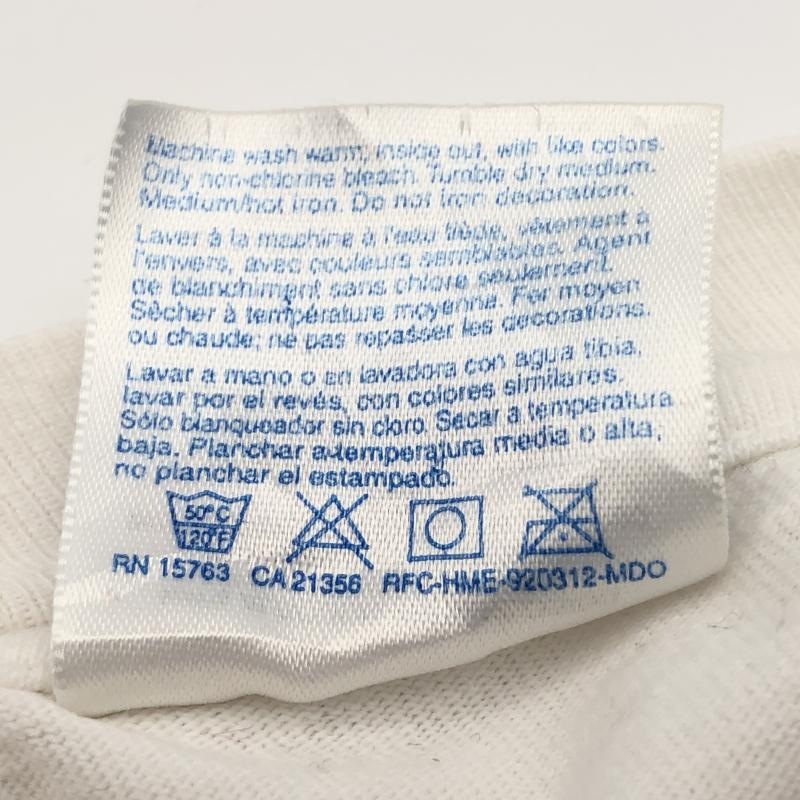 Machine wash warm, inside out, with like colors.
Only non-chlorine bleach. Tumble dry medium.
Medium/hot iron. Do not iron decoration.
Laver à la machine à l'eau tiède, vêtement à
l'envers, avec couleurs semblables. Agent
de blanchiment sans chlore seulement.
Sécher à température moyenne. Fer moyen
ou chaude; ne pas repasser les decorations.
Lavar a mano o en lavadora con agua tibia,
lavar por el revés, con colores similares.
Sólo blanqueador sin cloro. Secar a temperatura
baja. Planchar a temperatura media o alta;
no planchar el estampado.
50°C
120°F
RN 15763 CA 21356 RFC-HME-920312-MDO